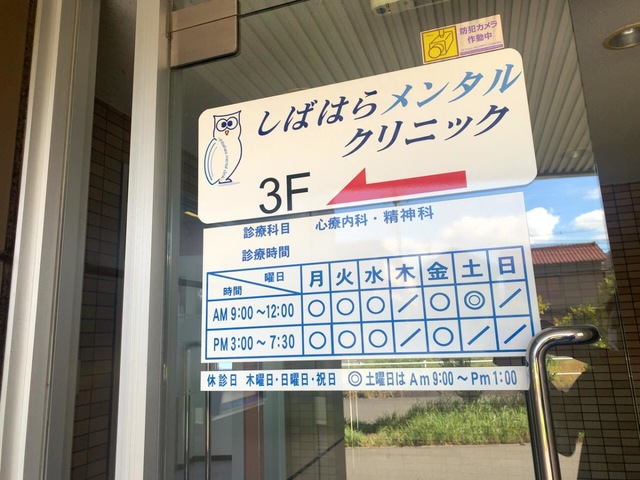 防犯カメラ
作動中
しばはらメンタル
クリニック
3F
診療科目 心療内科・精神科
診療時間
曜日 時間 月 火 水 木 金 土 日
AM 9:00~12:00 ○ ○ ○ / ○ ◎ /
PM 3:00~7:30 ○ ○ ○ / ○ / /
休診日 木曜日・日曜日・祝日 ◎土曜日は Am 9:00~Pm 1:00